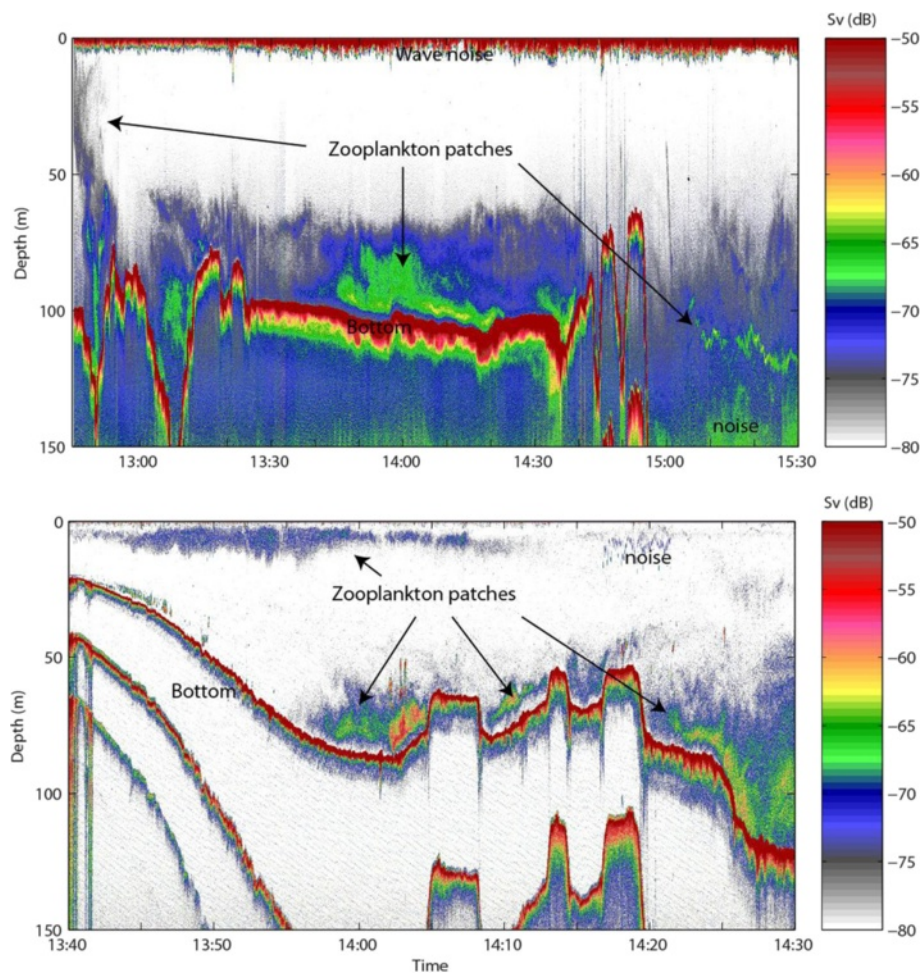 Sv (dB)
0
50
100
150
Depth (m)
Wave noise
Zooplankton patches
Bottom
noise
13:00
13:30
14:00
14:30
15:00
15:30
−50
−55
−60
−65
−70
−75
−80
Sv (dB)
0
50
100
150
Depth (m)
noise
Zooplankton patches
Bottom
13:40
13:50
14:00
14:10
14:20
14:30
Time
−50
−55
−60
−65
−70
−75
−80